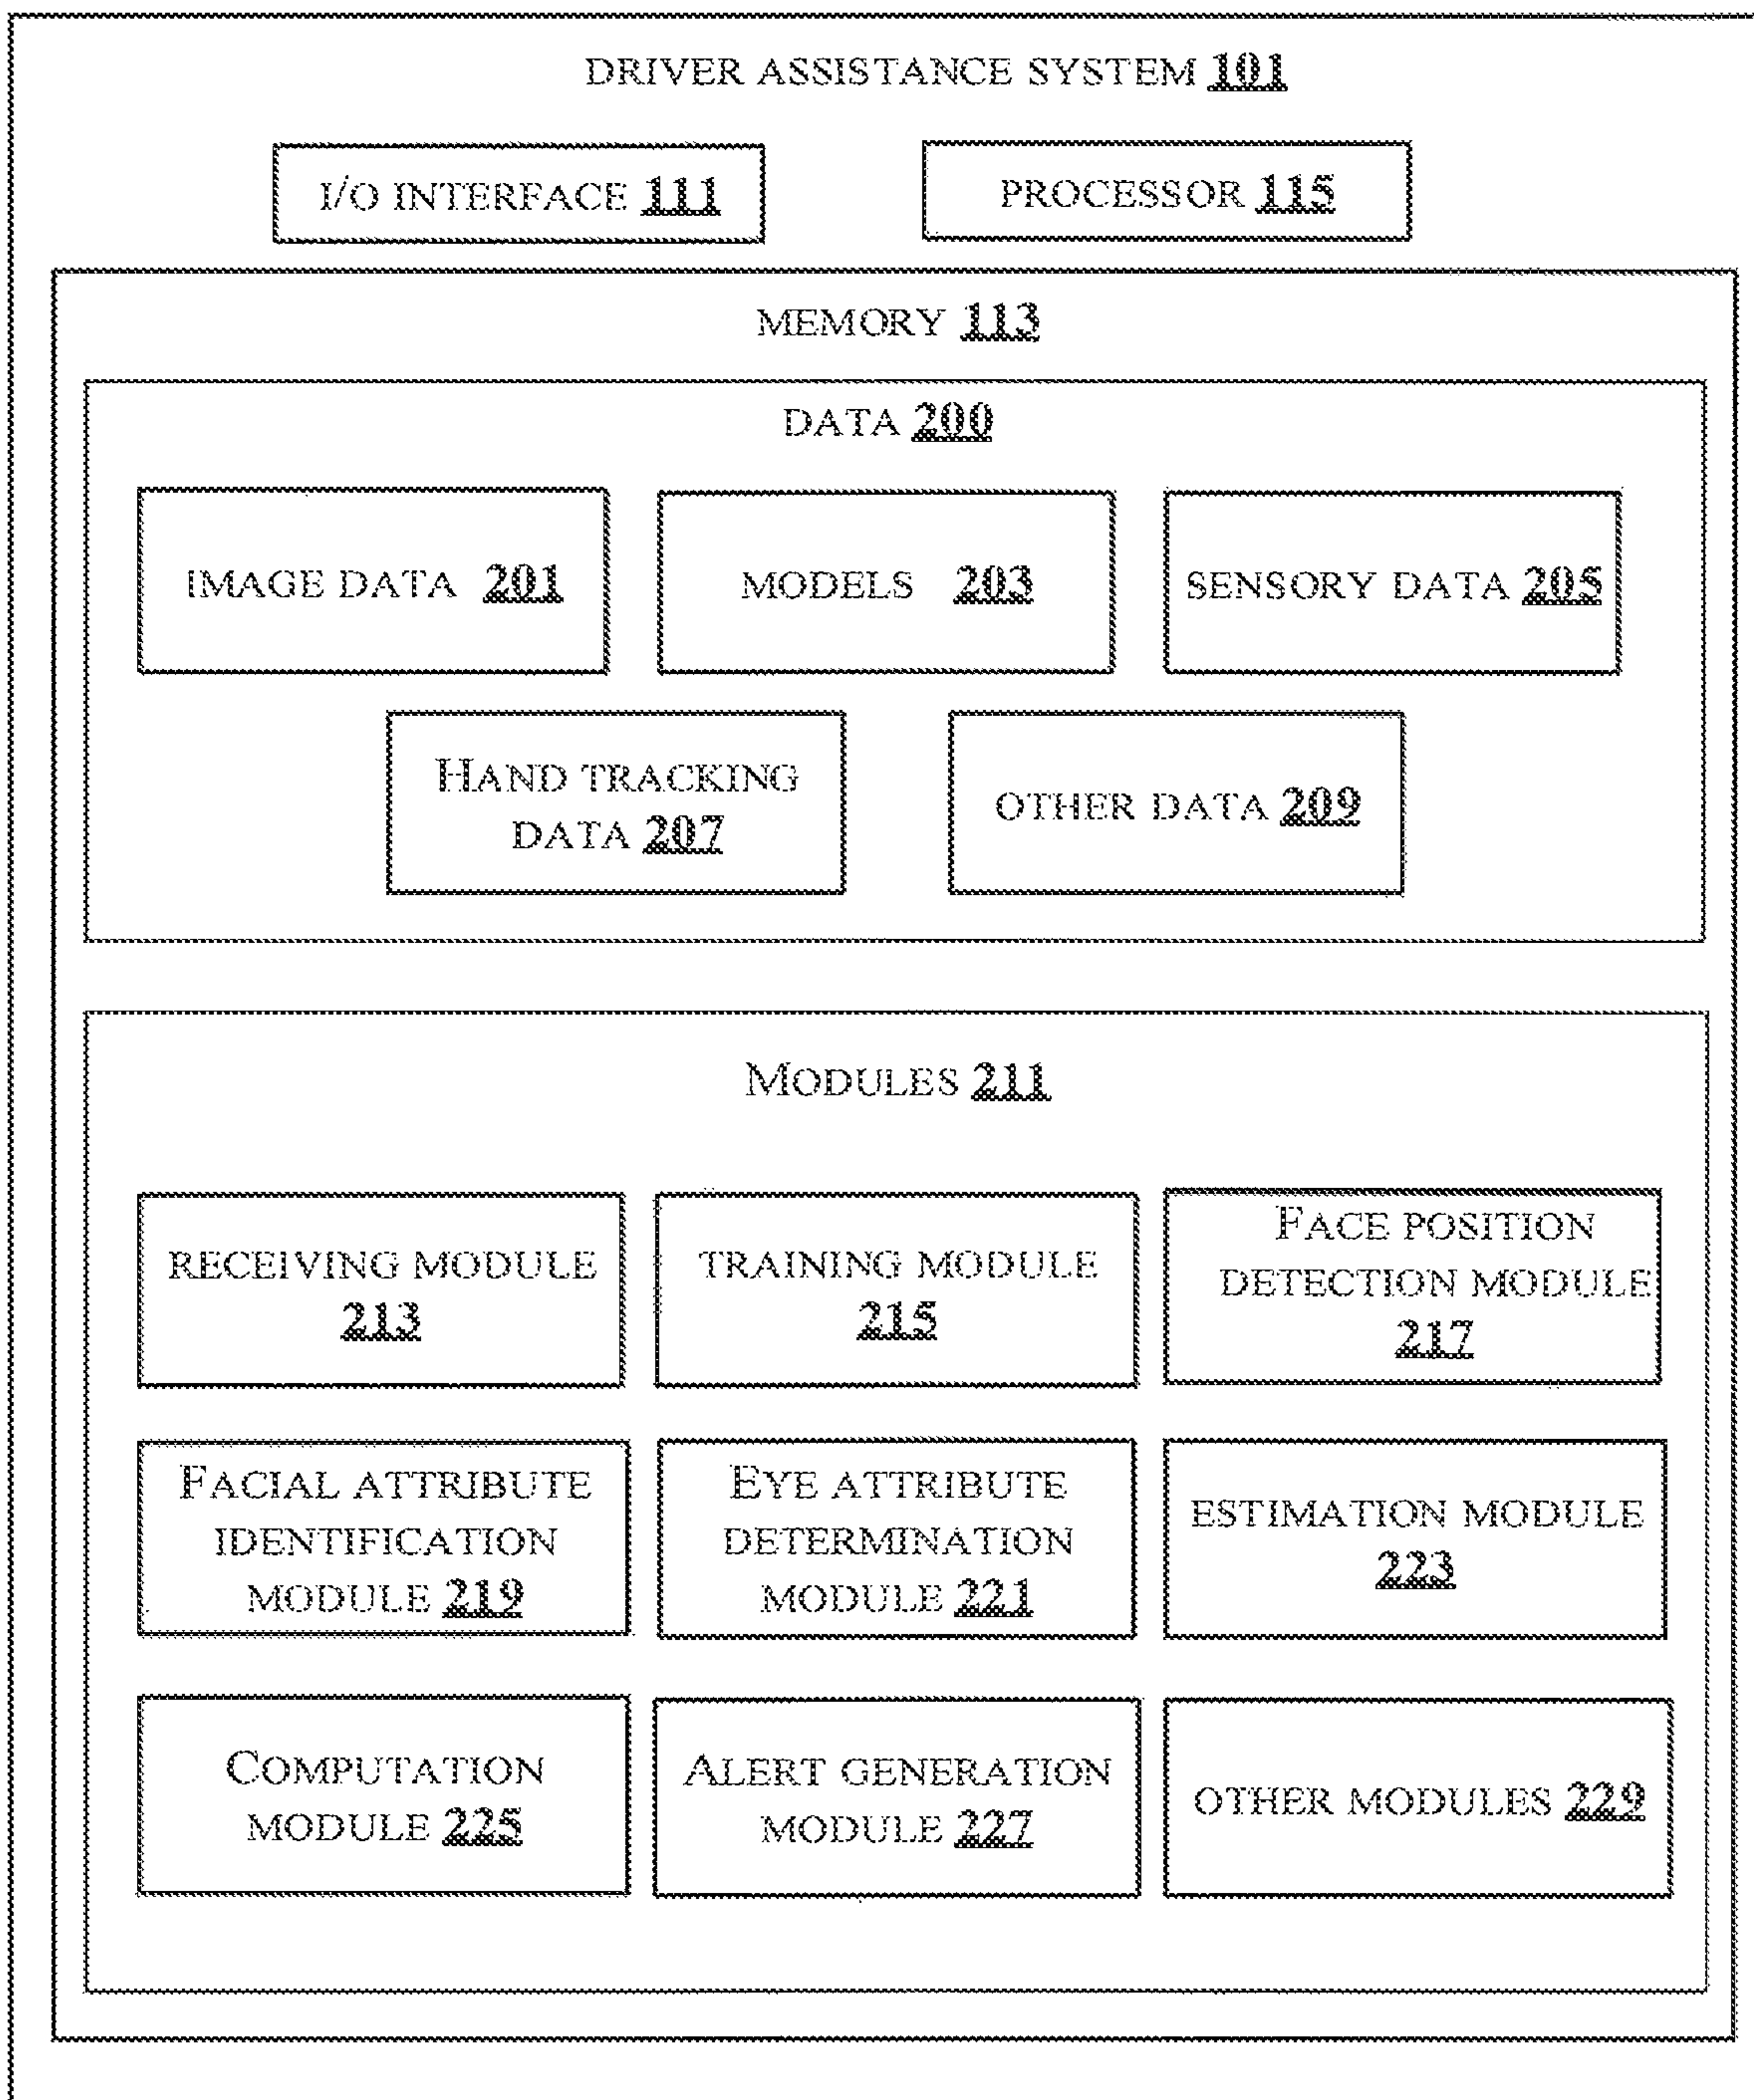 DRIVER ASSISTANCE SYSTEM 101
I/O INTERFACE 111
PROCESSOR 115
MEMORY 113
DATA 200
IMAGE DATA 201
MODELS 203
SENSORY DATA 205
HAND TRACKING
DATA 207
OTHER DATA 209
MODULES 211
RECEIVING MODULE
213
TRAINING MODULE
215
FACE POSITION
DETECTION MODULE
217
FACIAL ATTRIBUTE
IDENTIFICATION
MODULE 219
EYE ATTRIBUTE
DETERMINATION
MODULE 221
ESTIMATION MODULE
223
COMPUTATION
MODULE 225
ALERT GENERATION
MODULE 227
OTHER MODULES 229